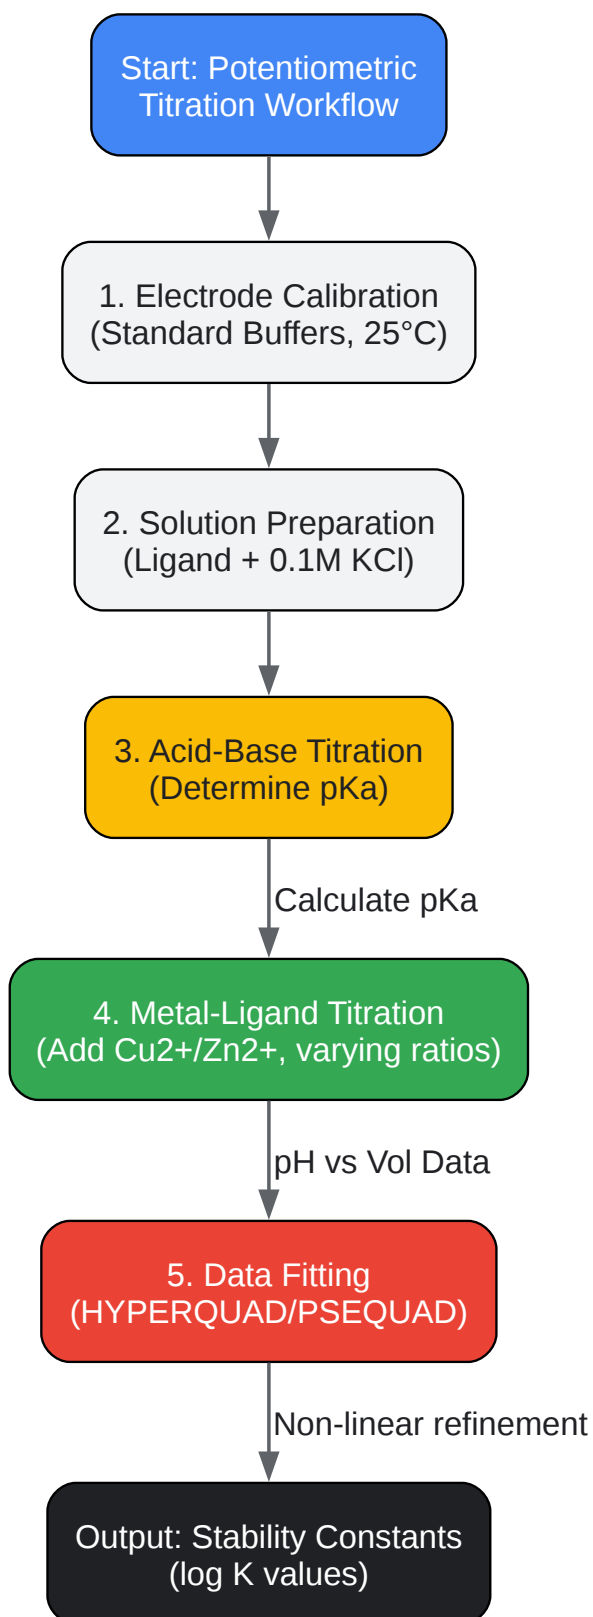 Start: Potentiometric
Titration Workflow
1. Electrode Calibration
(Standard Buffers, 25°C)
2. Solution Preparation
(Ligand + 0.1M KCl)
3. Acid-Base Titration
(Determine pKa)
Calculate pKa
4. Metal-Ligand Titration
(Add Cu2+/Zn2+, varying ratios)
pH vs Vol Data
5. Data Fitting
(HYPERQUAD/PSEQUAD)
Non-linear refinement
Output: Stability Constants
(log K values)